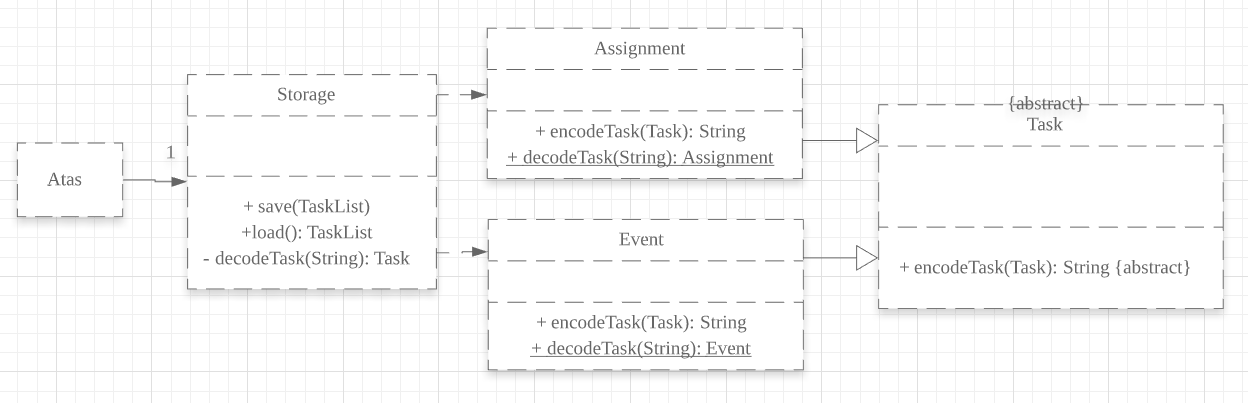 Atas
1
Storage
+ save(TaskList)
+load(): TaskList
- decodeTask(String): Task
Assignment
+ encodeTask(Task): String
+ decodeTask(String): Assignment
Event
+ encodeTask(Task): String
+ decodeTask(String): Event
{abstract}
Task
+ encodeTask(Task): String {abstract}